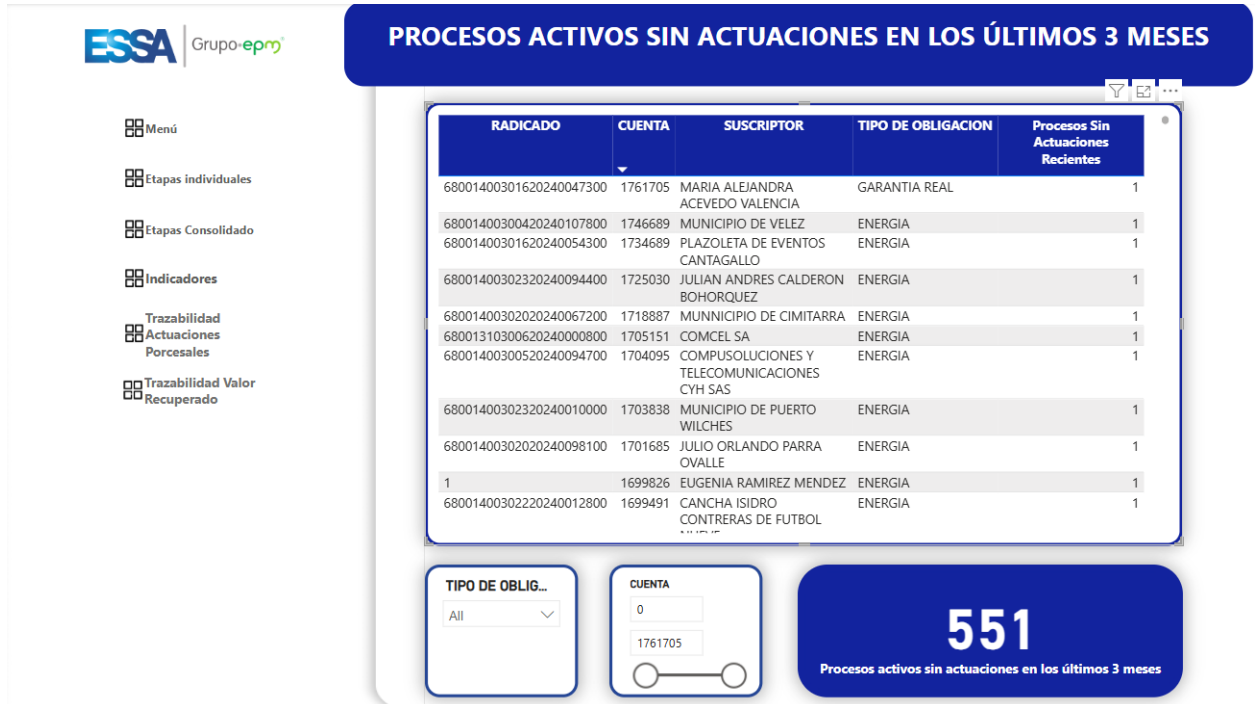 ESSA Grupo·epm®
PROCESOS ACTIVOS SIN ACTUACIONES EN LOS ÚLTIMOS 3 MESES
Menú
Etapas individuales
Etapas Consolidado
Indicadores
Trazabilidad
Actuaciones
Porcesales
Trazabilidad Valor
Recuperado
RADICADO CUENTA SUSCRIPTOR TIPO DE OBLIGACION Procesos Sin
Actuaciones
Recientes
68001400301620240047300 1761705 MARIA ALEJANDRA GARANTIA REAL 1
ACEVEDO VALENCIA
68001400300420240107800 1746689 MUNICIPIO DE VELEZ ENERGIA 1
68001400301620240054300 1734689 PLAZOLETA DE EVENTOS ENERGIA 1
CANTAGALLO
68001400302320240094400 1725030 JULIAN ANDRES CALDERON ENERGIA 1
BOHORQUEZ
68001400302020240067200 1718887 MUNNICIPIO DE CIMITARRA ENERGIA 1
68001310300620240000800 1705151 COMCEL SA ENERGIA 1
68001400300520240094700 1704095 COMPUSOLUCIONES Y ENERGIA 1
TELECOMUNICACIONES
CYH SAS
68001400302320240010000 1703838 MUNICIPIO DE PUERTO ENERGIA 1
WILCHES
68001400302020240098100 1701685 JULIO ORLANDO PARRA ENERGIA 1
OVALLE
1 1699826 EUGENIA RAMIREZ MENDEZ ENERGIA 1
68001400302220240012800 1699491 CANCHA ISIDRO ENERGIA 1
CONTRERAS DE FUTBOL
TIPO DE OBLIG...
All
CUENTA
0
1761705
551
Procesos activos sin actuaciones en los últimos 3 meses